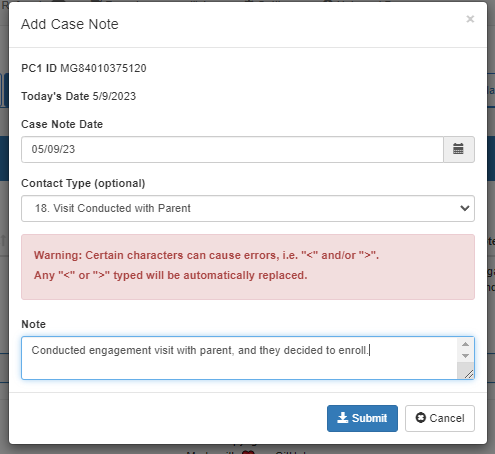 Add Case Note
×
PC1 ID MG84010375120
Today's Date 5/9/2023
Case Note Date
05/09/23
Contact Type (optional)
18. Visit Conducted with Parent
Warning: Certain characters can cause errors, i.e. "<" and/or ">".
Any "<" or ">" typed will be automatically replaced.
Note
Conducted engagement visit with parent, and they decided to enroll.
Submit
Cancel